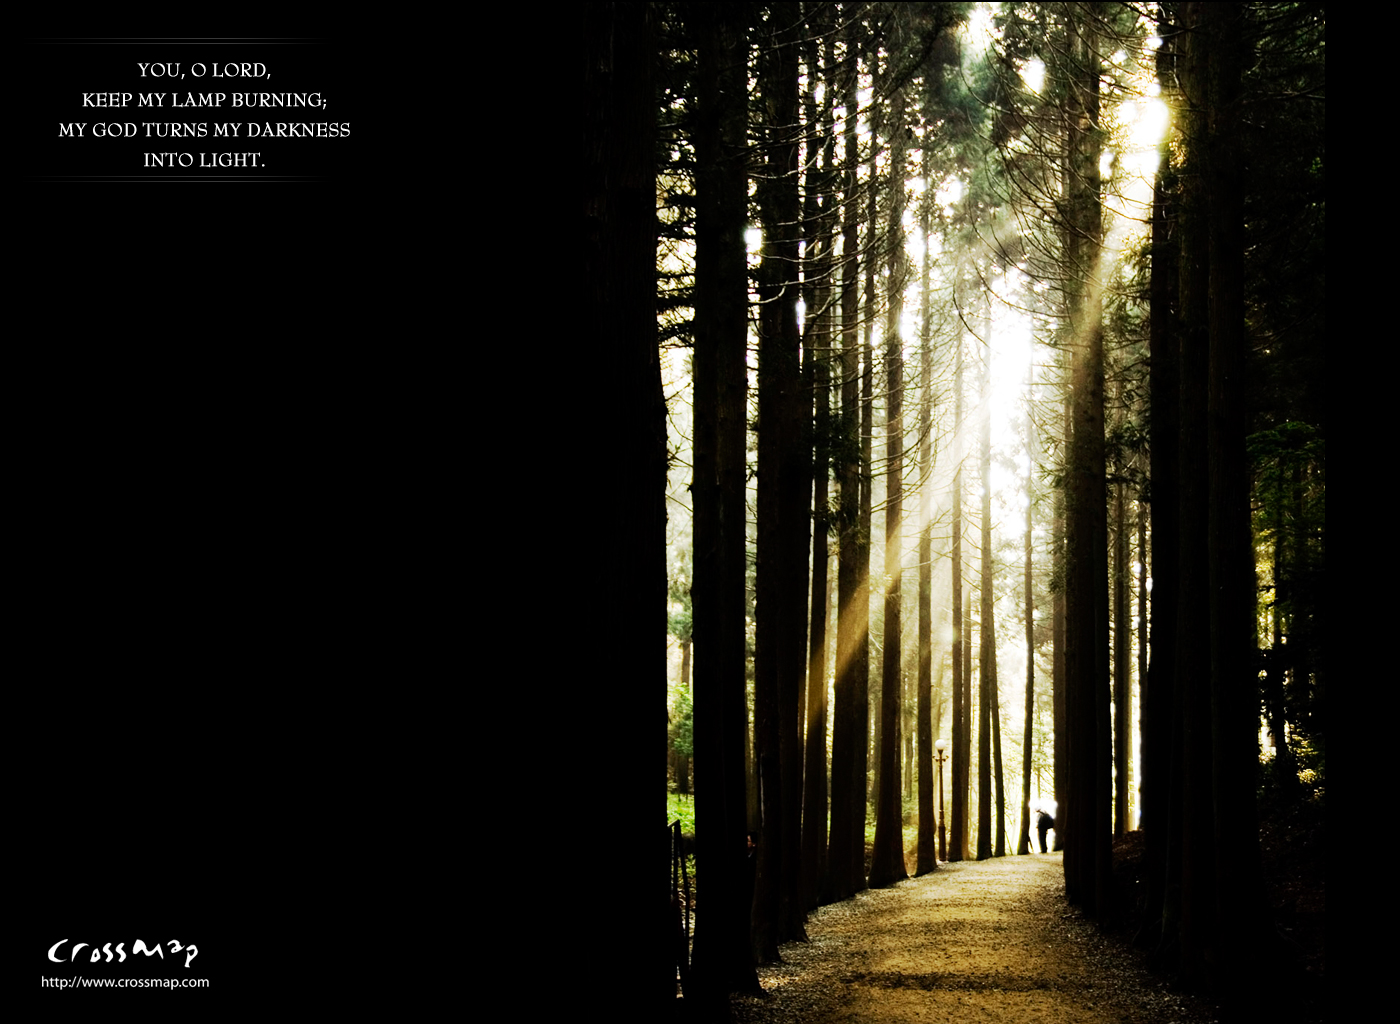 YOU, O LORD,
KEEP MY LAMP BURNING;
MY GOD TURNS MY DARKNESS
INTO LIGHT.
crossmap
http://www.crossmap.com